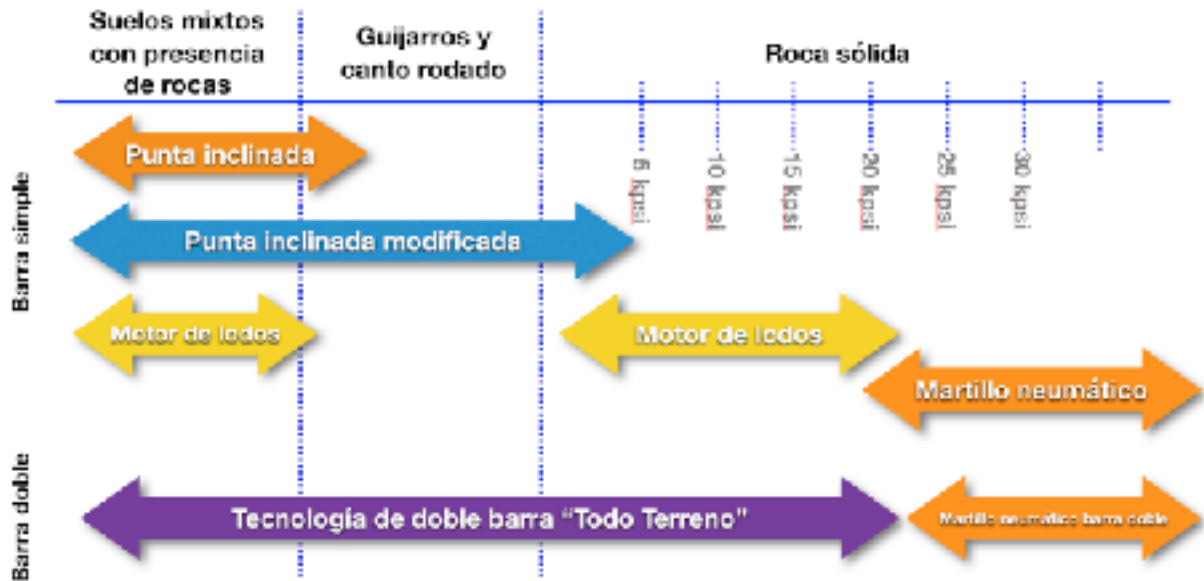 Suelos mixtos
con presencia
de rocas
Guijarros y
canto rodado
Roca sólida
5 kpsi
10 kpsi
15 kpsi
20 kpsi
25 kpsi
30 kpsi
Barra simple
Punta inclinada
Punta inclinada modificada
Motor de lodos
Motor de lodos
Martillo neumático
Barra doble
Tecnología de doble barra “Todo Terreno”
Martillo neumático barra doble